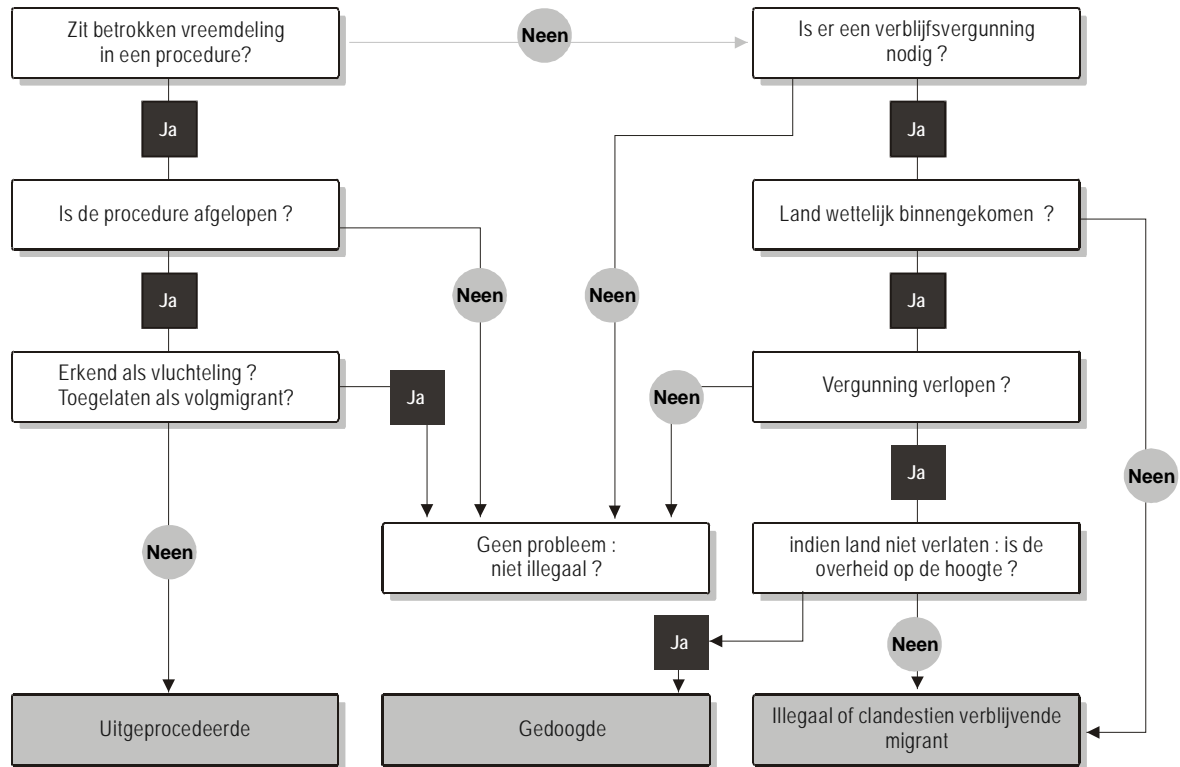 Zit betrokken vreemdeling
in een procedure?
Neen
Is er een verblijfsvergunning
nodig ?
Ja
Ja
Is de procedure afgelopen ?
Land wettelijk binnengekomen ?
Ja
Neen
Neen
Ja
Erkend als vluchteling ?
Toegelaten als volgmigrant?
Ja
Neen
Vergunning verlopen ?
Ja
Neen
Neen
Geen probleem :
niet illegaal ?
indien land niet verlaten : is de
overheid op de hoogte ?
Ja
Neen
Uitgeprocedeerde
Gedoogde
Illegaal of clandestien verblijvende
migrant